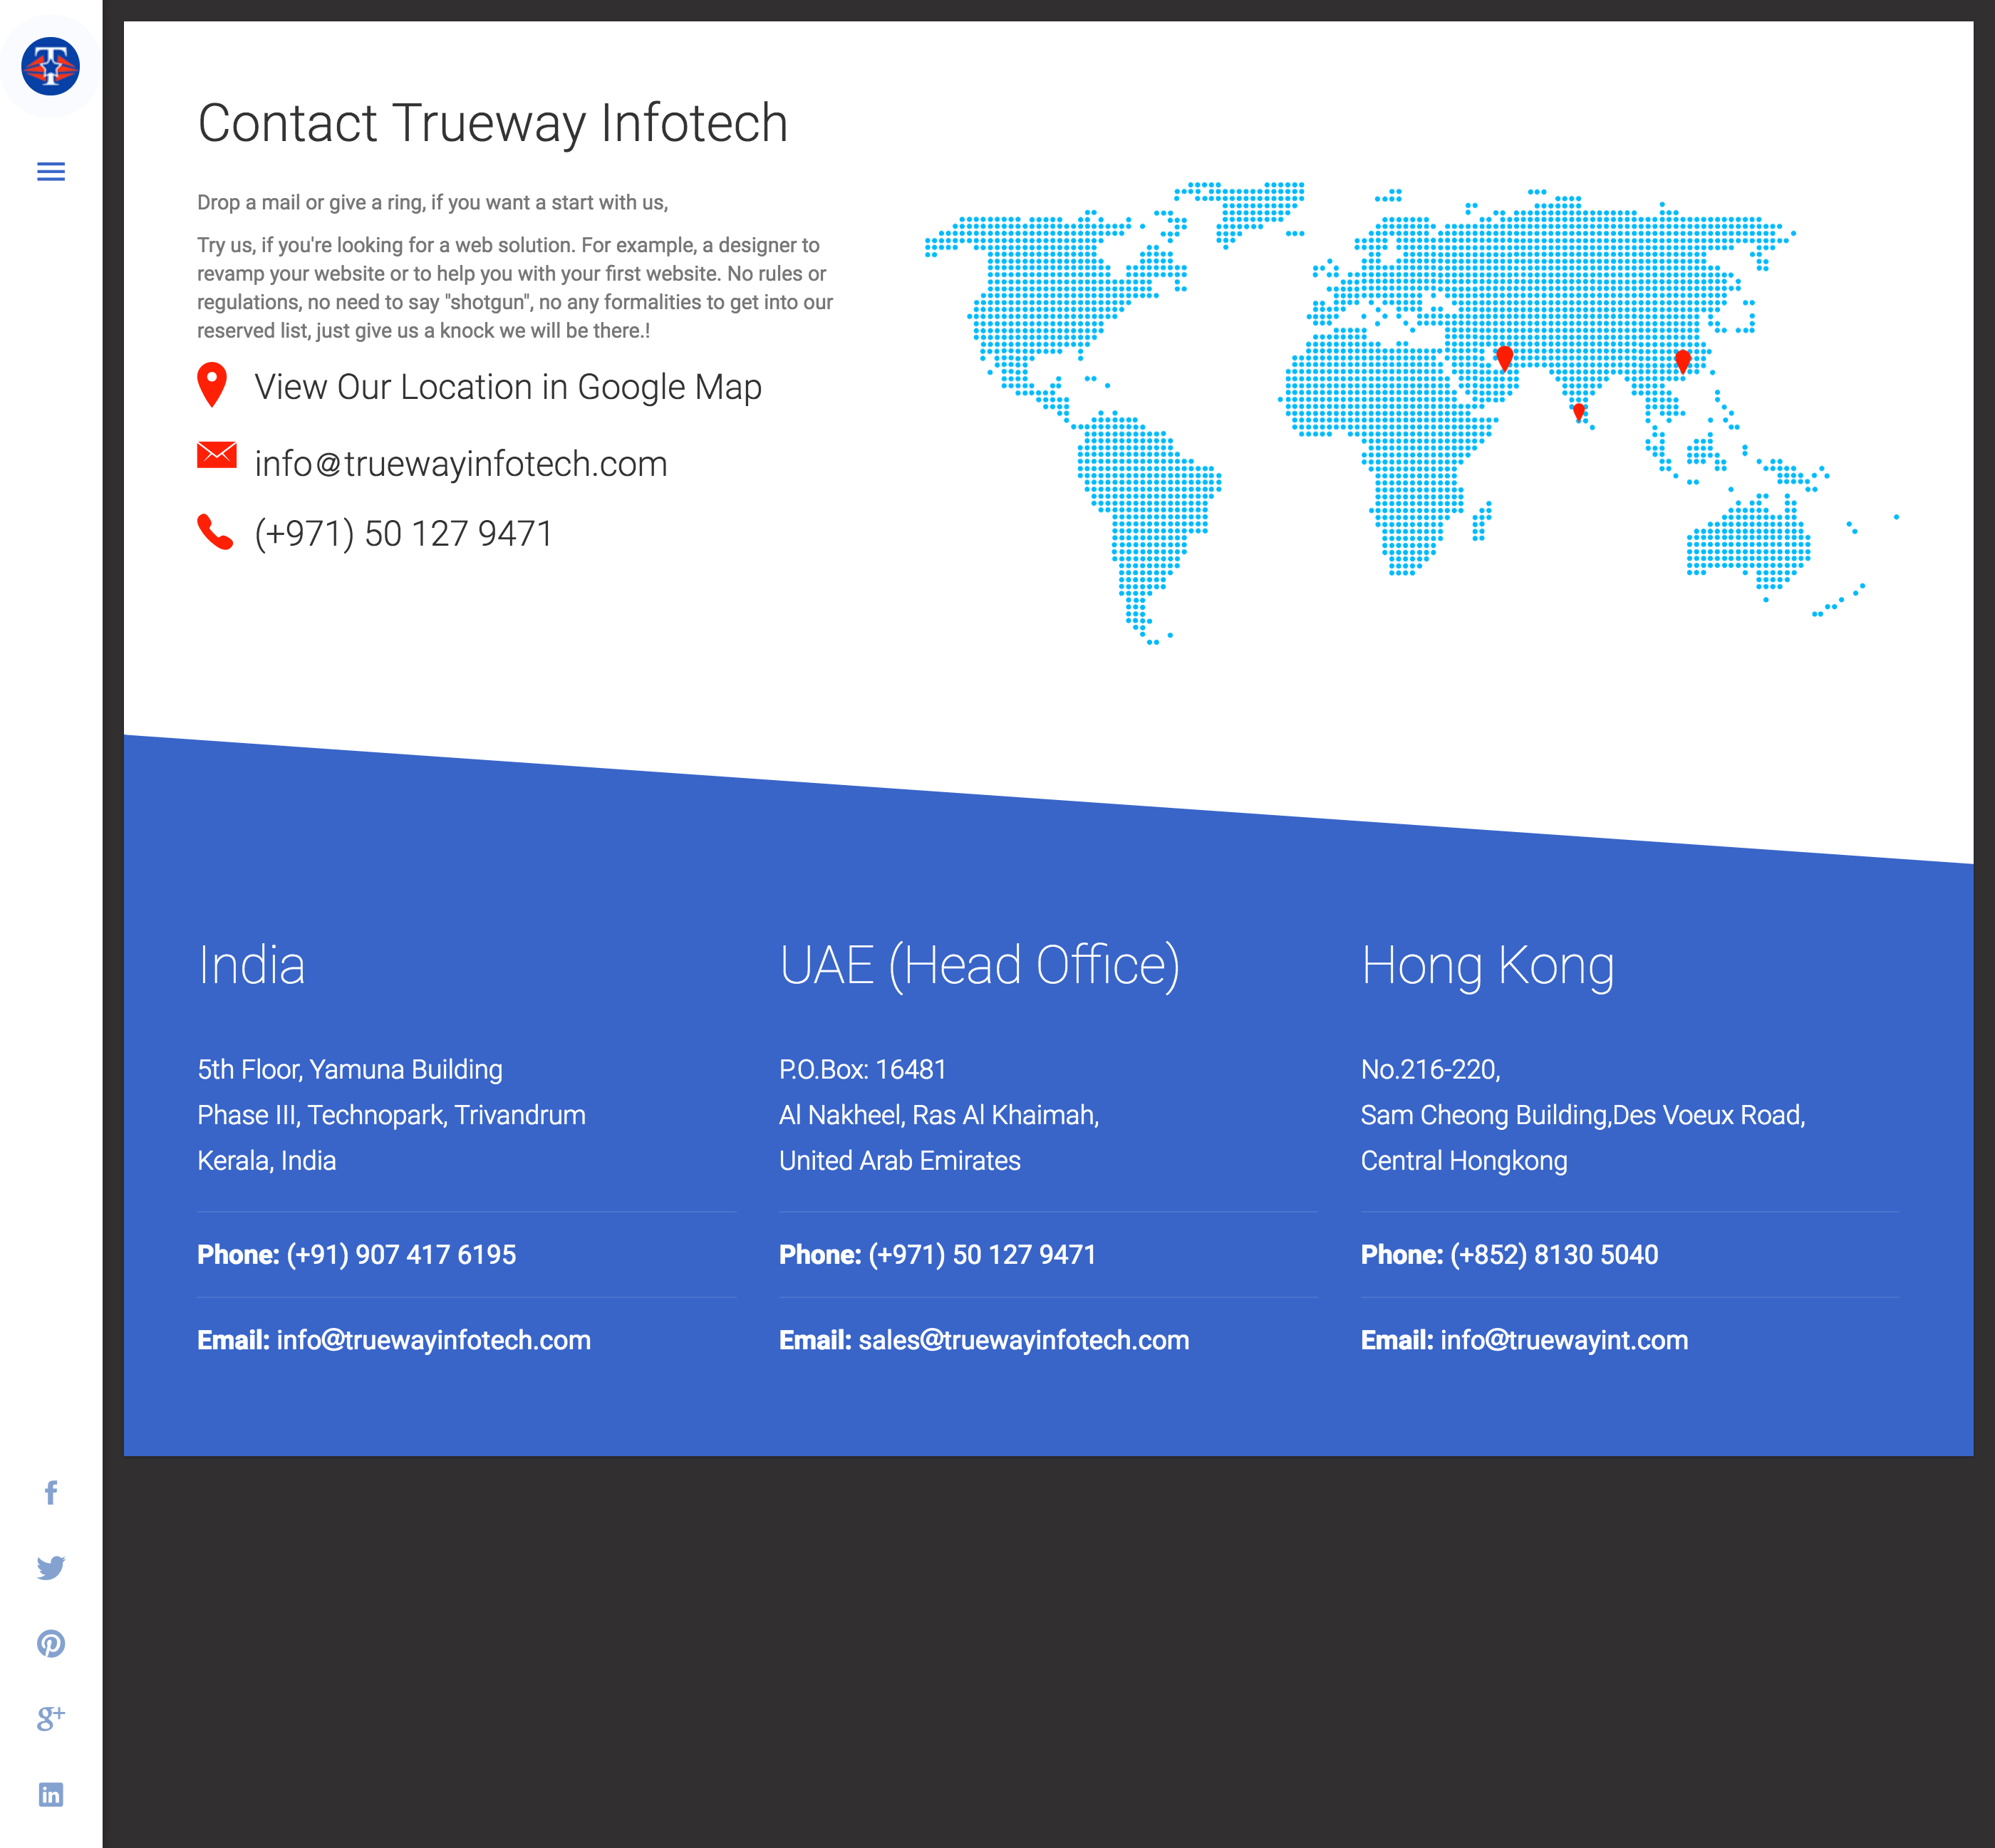 Contact Trueway Infotech
Drop a mail or give a ring, if you want a start with us,
Try us, if you're looking for a web solution. For example, a designer to
revamp your website or to help you with your first website. No rules or
regulations, no need to say "shotgun", no any formalities to get into our
reserved list, just give us a knock we will be there.!
View Our Location in Google Map
info@truewayinfotech.com
(+971) 50 127 9471
India
5th Floor, Yamuna Building
Phase III, Technopark, Trivandrum
Kerala, India
Phone: (+91) 907 417 6195
Email: info@truewayinfotech.com
UAE (Head Office)
P.O.Box: 16481
Al Nakheel, Ras Al Khaimah,
United Arab Emirates
Phone: (+971) 50 127 9471
Email: sales@truewayinfotech.com
Hong Kong
No.216-220,
Sam Cheong Building,Des Voeux Road,
Central Hongkong
Phone: (+852) 8130 5040
Email: info@truewayint.com